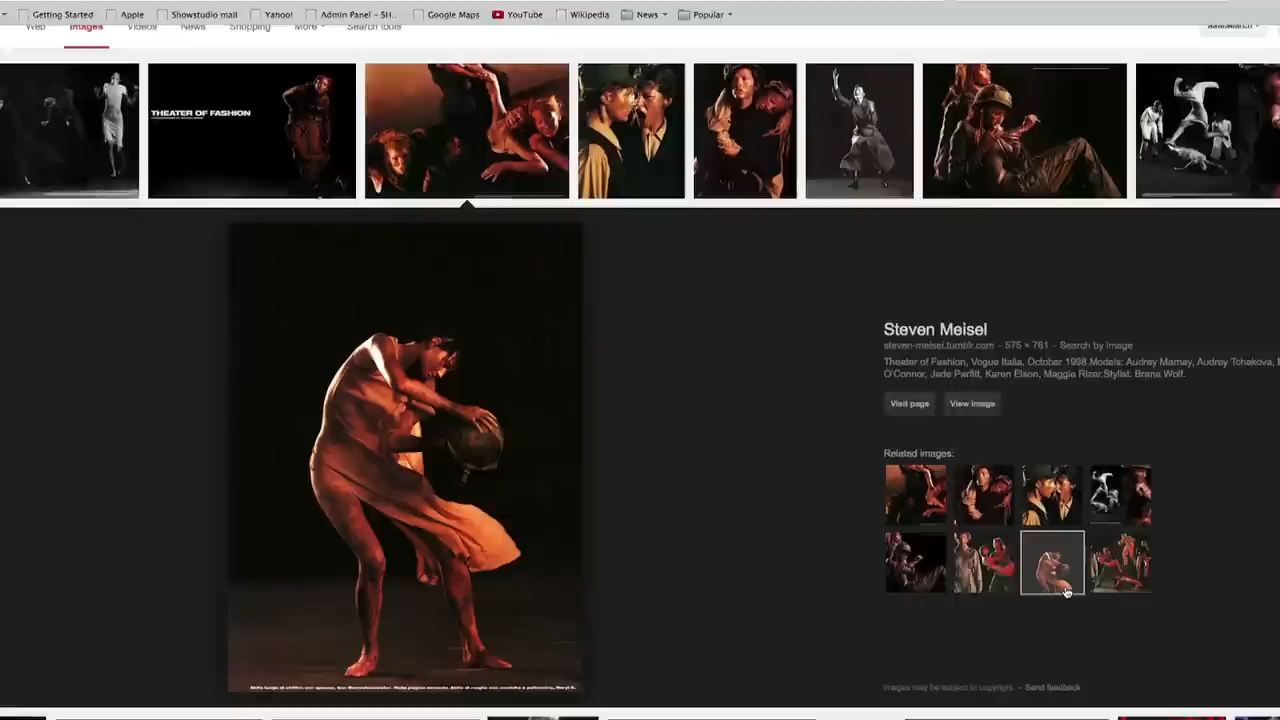 Getting Started Apple Showstudio mail Yahoo! Admin Panel – SH... Google Maps YouTube Wikipedia News Popular
Web Images Videos News Shopping More Search tools
THEATER OF FASHION
Steven Meisel
steven-meisel.tumblr.com – 575 × 761 – Search by image
Theater of Fashion, Vogue Italia, October 1998.Models: Audrey Marnay, Audrey Tchekova,
O'Connor, Jade Parfitt, Karen Elson, Maggie Rizer.Stylist: Brana Wolf.
Visit page View image
Related images:
Images may be subject to copyright. – Send feedback